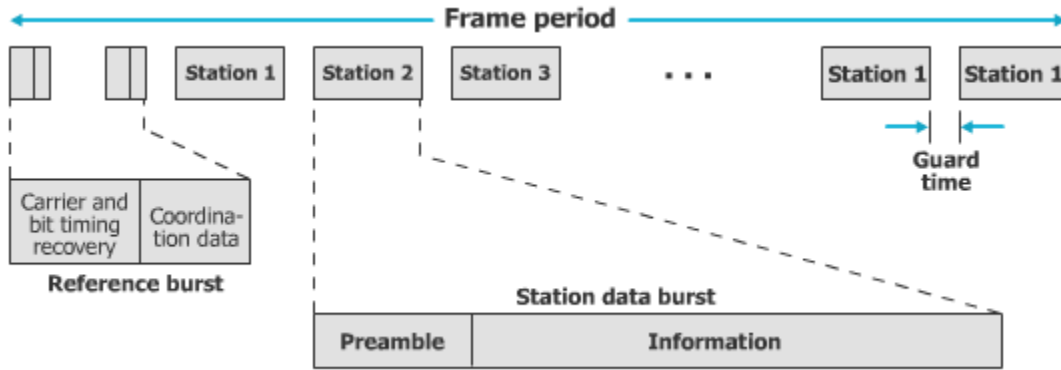 Frame period
Station 1
Station 2
Station 3
...
Station 1
Station 1
Guard
time
Carrier and
bit timing
recovery
Coordina-
tion data
Reference burst
Station data burst
Preamble
Information